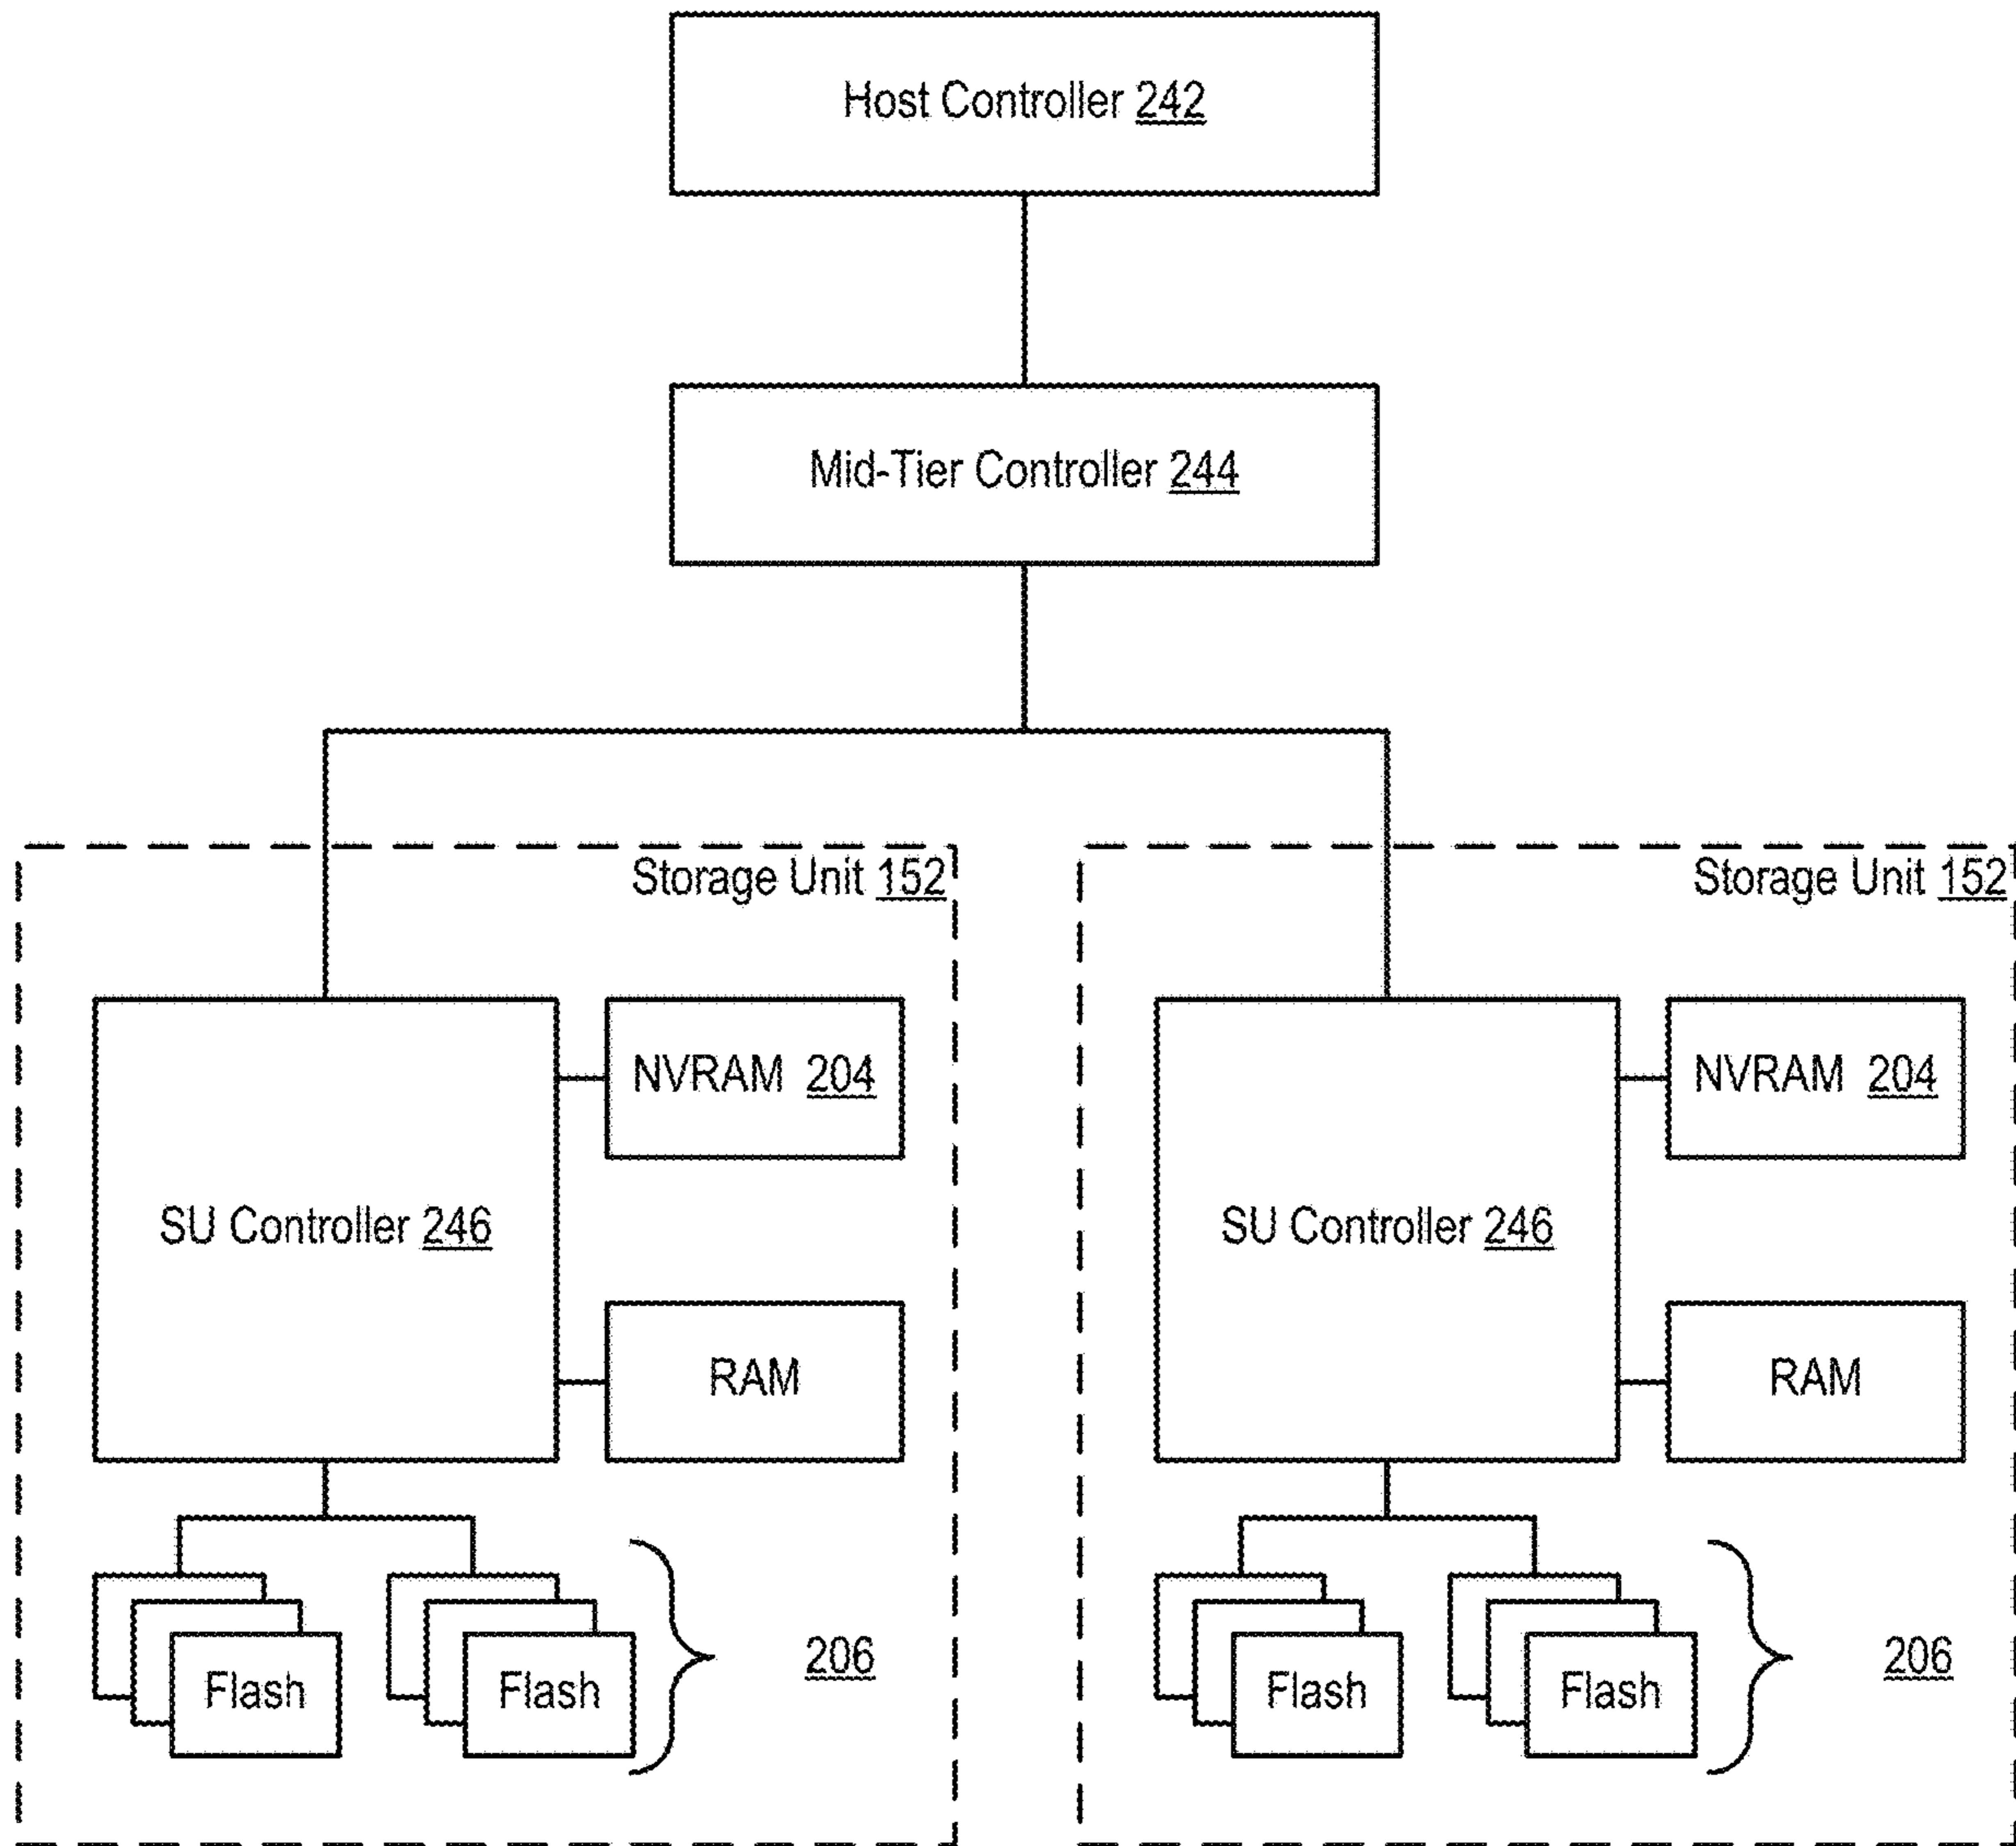 Host Controller 242
Mid-Tier Controller 244
Storage Unit 152
NVRAM 204
SU Controller 246
RAM
Flash
Flash
206
Storage Unit 152
NVRAM 204
SU Controller 246
RAM
Flash
Flash
206